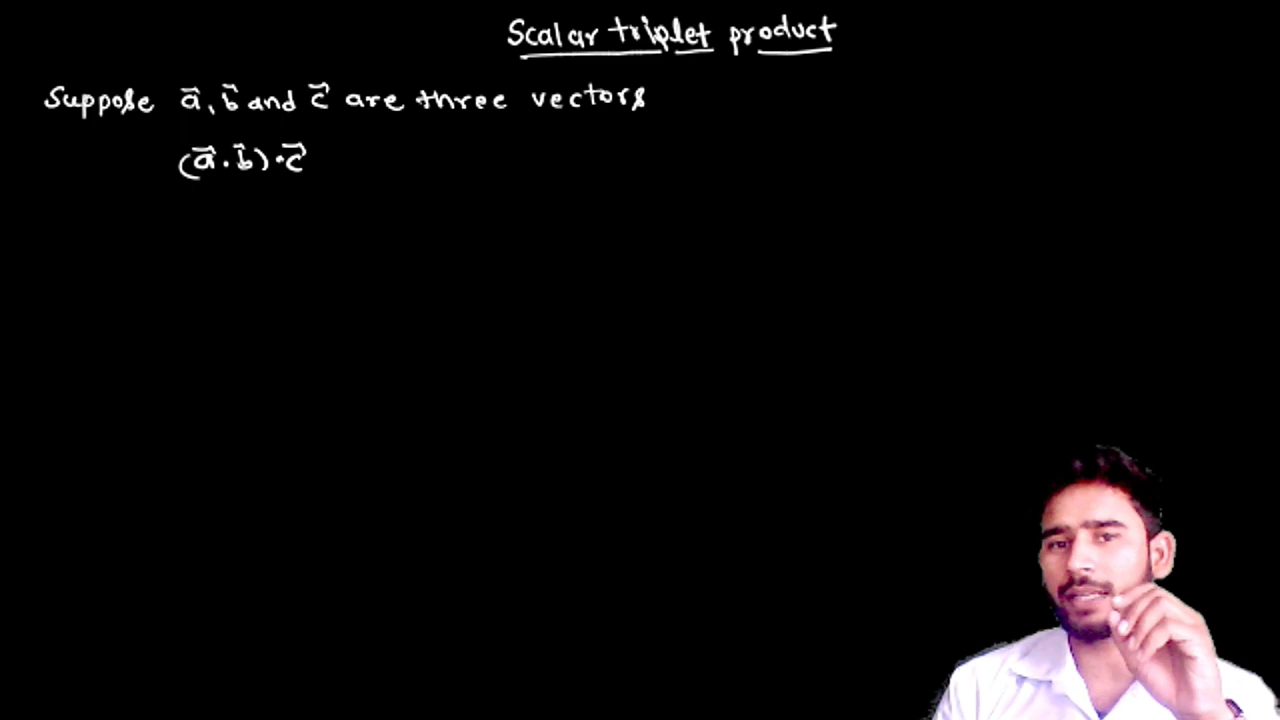 Scalar triplet product
Suppose a⃗, b⃗ and c⃗ are three vectors
(a⃗·b⃗)·c⃗